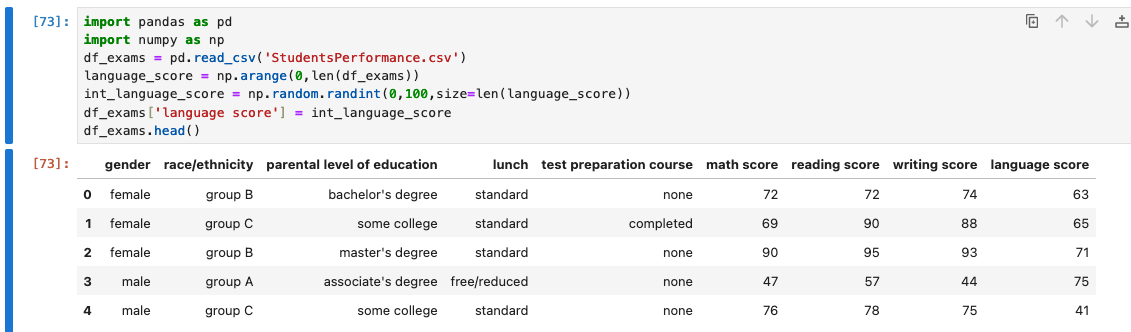 [73]: import pandas as pd
import numpy as np
df_exams = pd.read_csv('StudentsPerformance.csv')
language_score = np.arange(0,len(df_exams))
int_language_score = np.random.randint(0,100,size=len(language_score))
df_exams['language score'] = int_language_score
df_exams.head()
[73]: gender race/ethnicity parental level of education lunch test preparation course math score reading score writing score language score
0 female group B bachelor's degree standard none 72 72 74 63
1 female group C some college standard completed 69 90 88 65
2 female group B master's degree standard none 90 95 93 71
3 male group A associate's degree free/reduced none 47 57 44 75
4 male group C some college standard none 76 78 75 41